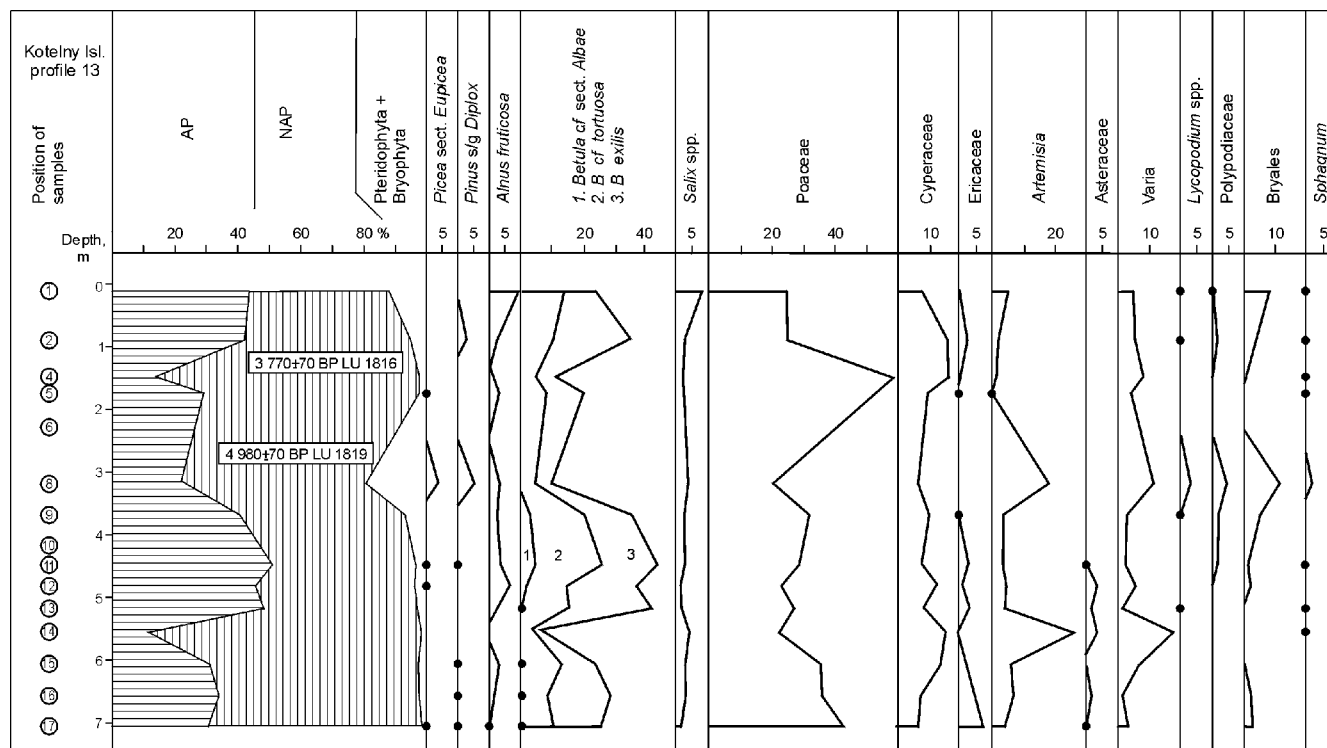 Kotelny Isl.
profile 13
Position of
samples
Depth,
m
AP
NAP
Pteridophyta +
Bryophyta
Picea sect. Eupicea
Pinus s/g Diplox
Alnus fruticosa
1. Betula cf sect. Albae
2. B cf tortuosa
3. B exilis
Salix spp.
Poaceae
Cyperaceae
Ericaceae
Artemisia
Asteraceae
Varia
Lycopodium spp.
Polypodiaceae
Bryales
Sphagnum
20 40 60 80 % 5 5 5 20 40 5 20 40 10 5 20 5 10 5 5 10 5
0
1
2
3
4
5
6
7
1
2
4
5
6
8
9
10
11
12
13
14
15
16
17
3 770±70 BP LU 1816
4 980±70 BP LU 1819
1 2 3